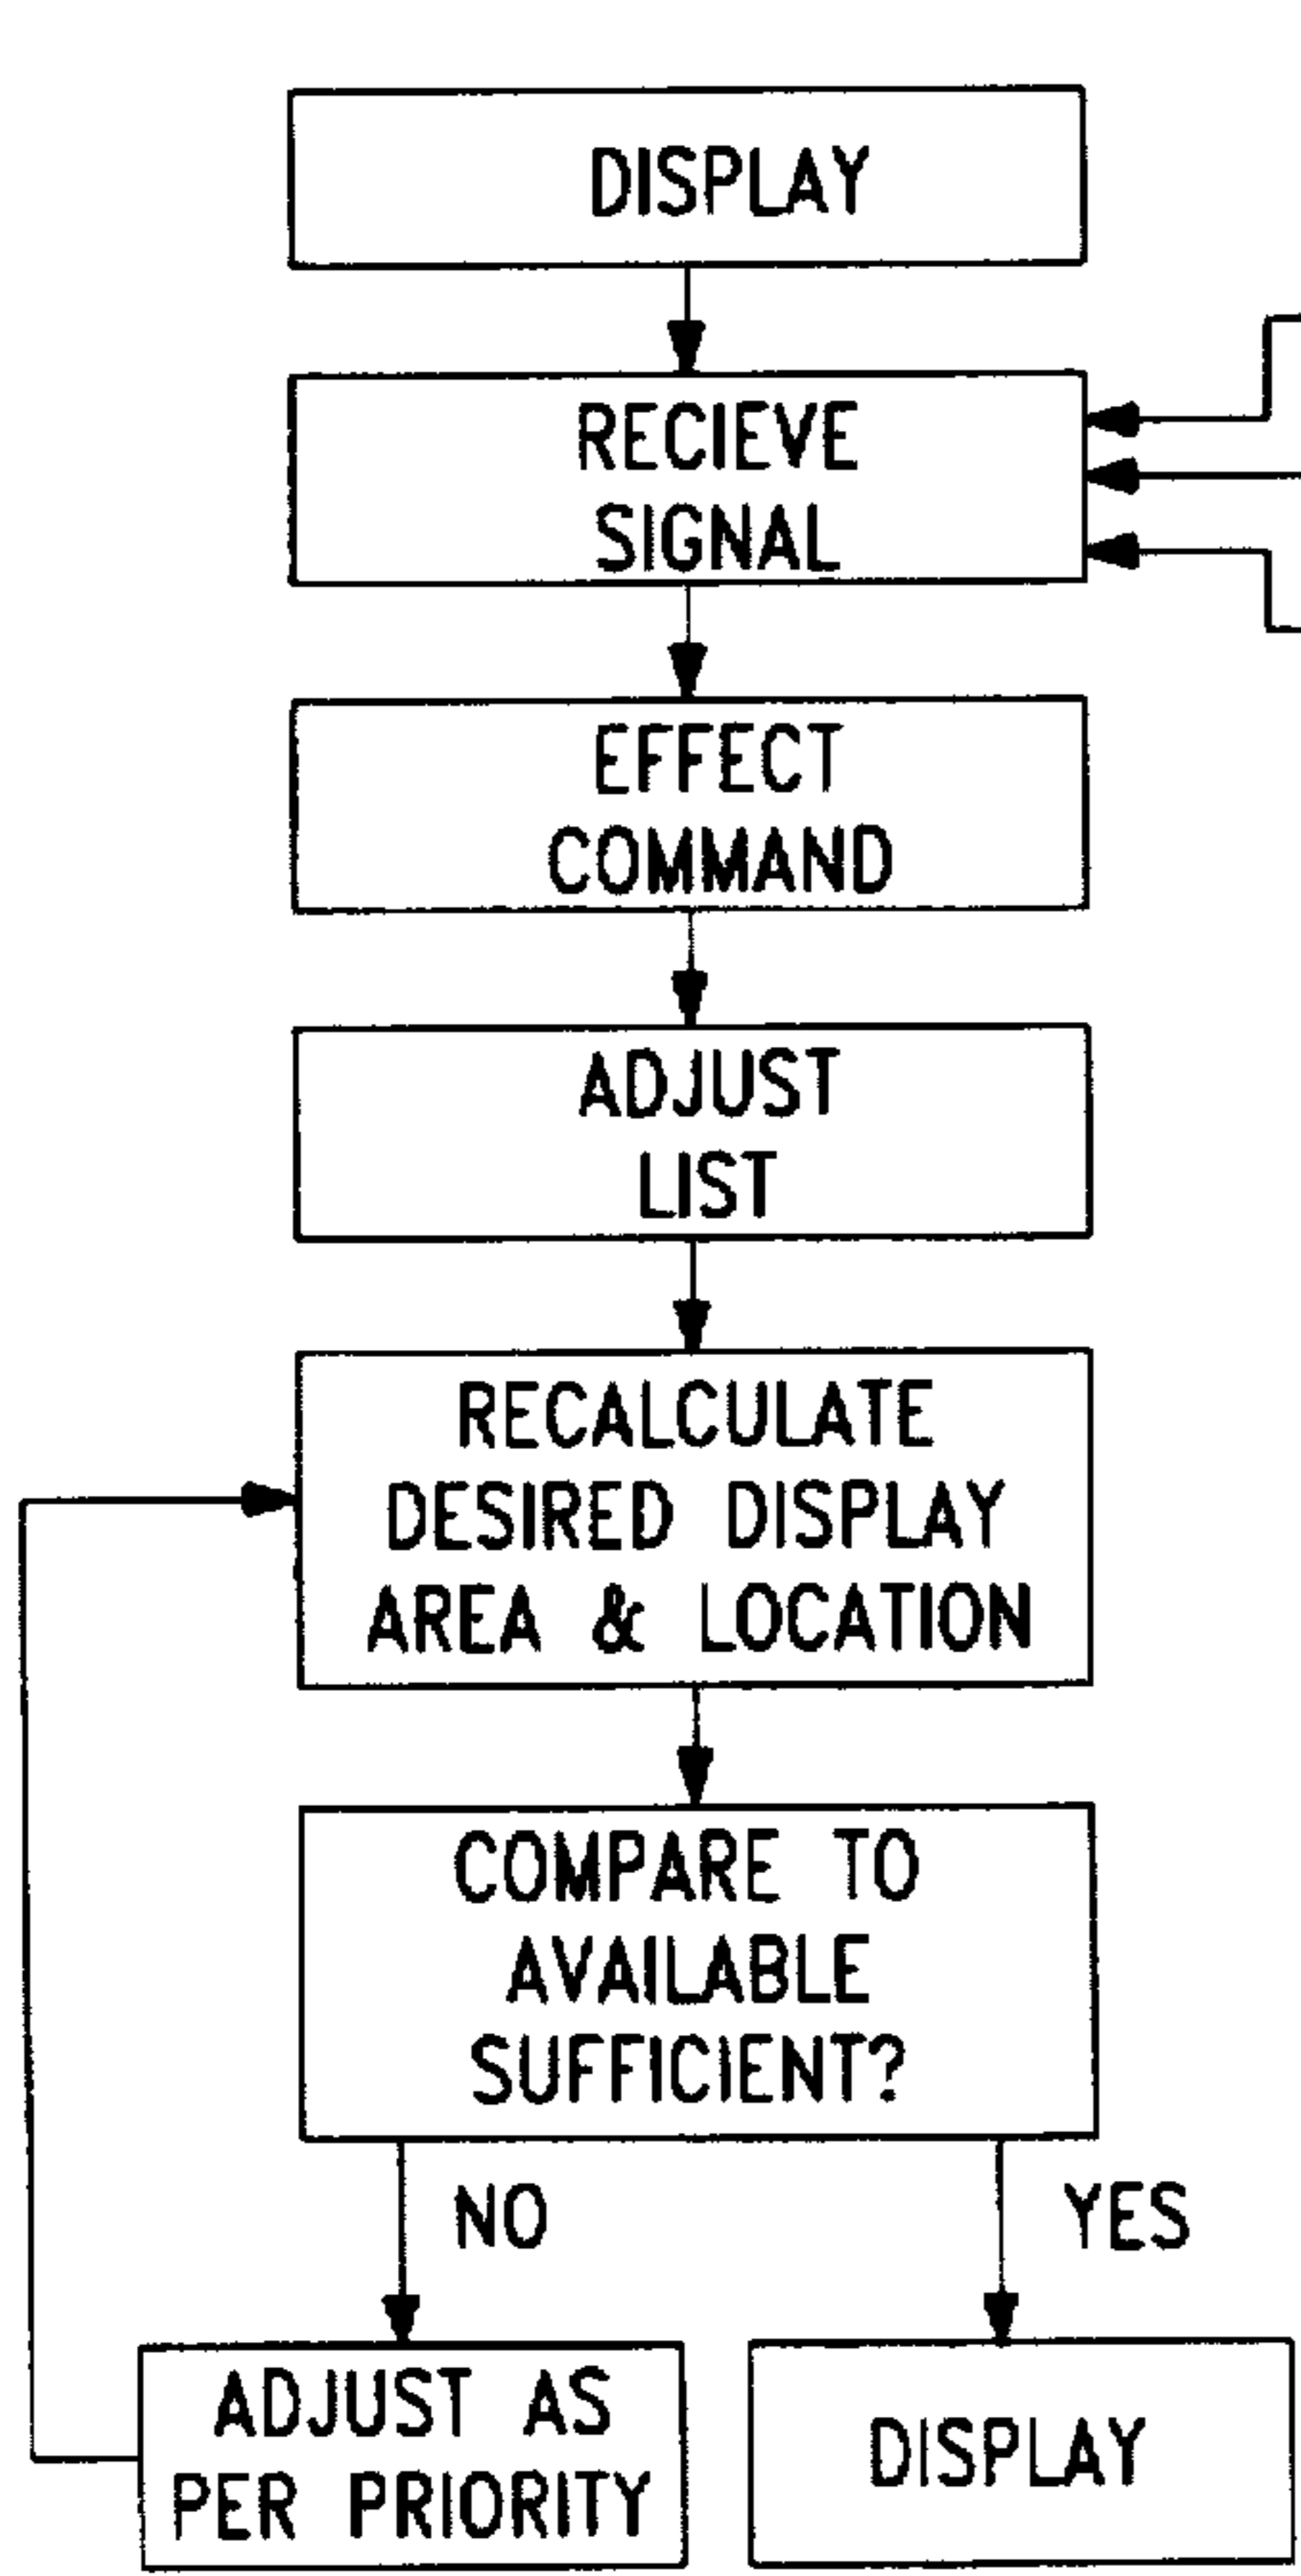 DISPLAY
RECIEVE
SIGNAL
EFFECT
COMMAND
ADJUST
LIST
RECALCULATE
DESIRED DISPLAY
AREA & LOCATION
COMPARE TO
AVAILABLE
SUFFICIENT?
NO
YES
ADJUST AS
PER PRIORITY
DISPLAY